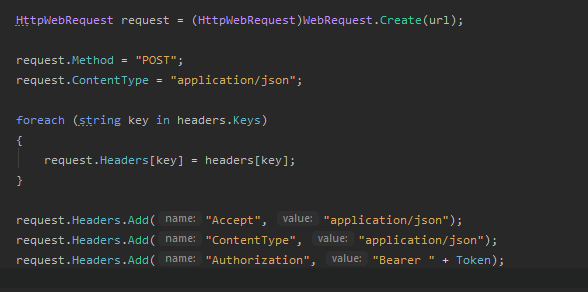 HttpWebRequest request = (HttpWebRequest)WebRequest.Create(url);
request.Method = "POST";
request.ContentType = "application/json";
foreach (string key in headers.Keys)
{
request.Headers[key] = headers[key];
}
request.Headers.Add( name: "Accept", value: "application/json");
request.Headers.Add( name: "ContentType", value: "application/json");
request.Headers.Add( name: "Authorization", value: "Bearer " + Token);